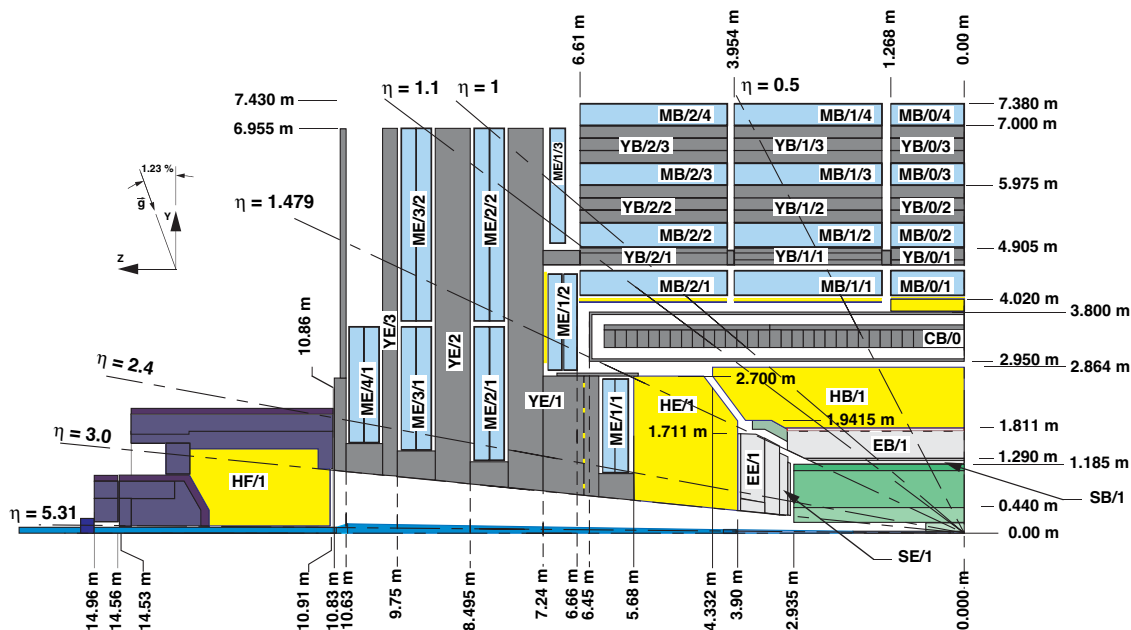 6.61 m
3.954 m
1.268 m
0.00 m
η = 1.1
η = 1
η = 0.5
7.430 m
6.955 m
7.380 m
7.000 m
5.975 m
4.905 m
4.020 m
3.800 m
2.950 m
2.864 m
1.811 m
1.290 m
1.185 m
0.440 m
0.00 m
1.23 %
g
Y
Z
η = 1.479
η = 2.4
η = 3.0
η = 5.31
MB/2/4
MB/1/4
MB/0/4
YB/2/3
YB/1/3
YB/0/3
MB/2/3
MB/1/3
MB/0/3
YB/2/2
YB/1/2
YB/0/2
MB/2/2
MB/1/2
MB/0/2
YB/2/1
YB/1/1
YB/0/1
MB/2/1
MB/1/1
MB/0/1
ME/1/3
ME/3/2
ME/2/2
ME/1/2
YE/3
YE/2
YE/1
ME/4/1
ME/3/1
ME/2/1
ME/1/1
10.86 m
CB/0
2.700 m
HE/1
HB/1
1.711 m
1.9415 m
EB/1
EE/1
SB/1
SE/1
HF/1
14.96 m
14.56 m
14.53 m
10.91 m
10.83 m
10.63 m
9.75 m
8.495 m
7.24 m
6.66 m
6.45 m
5.68 m
4.332 m
3.90 m
2.935 m
0.000 m